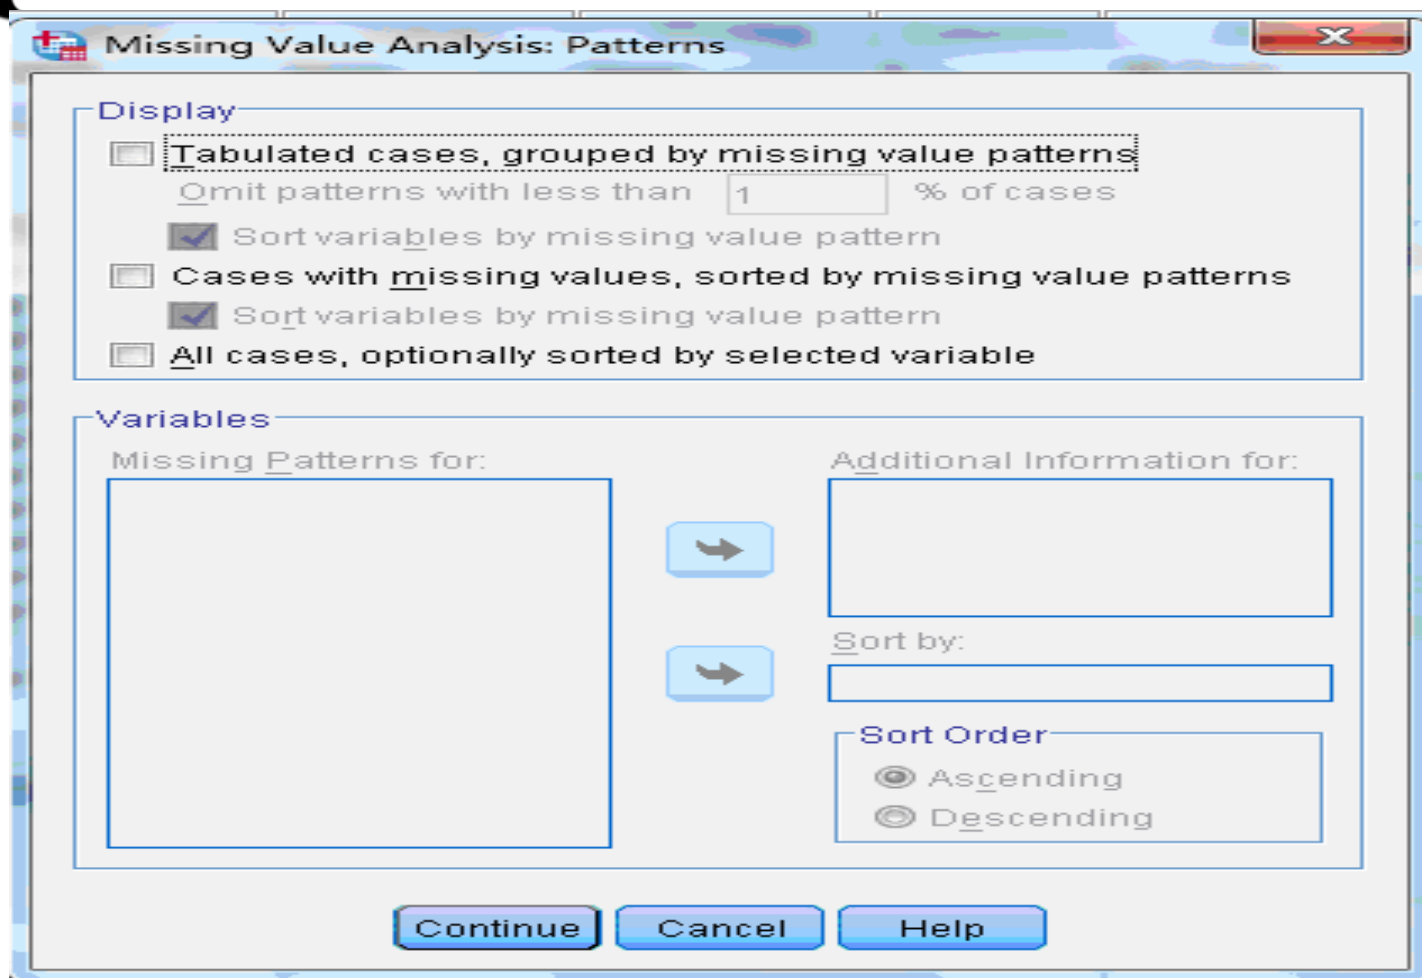 Missing Value Analysis: Patterns
Display
Tabulated cases, grouped by missing value patterns
Omit patterns with less than 1 % of cases
Sort variables by missing value pattern
Cases with missing values, sorted by missing value patterns
Sort variables by missing value pattern
All cases, optionally sorted by selected variable
Variables
Missing Patterns for:
Additional Information for:
Sort by:
Sort Order
Ascending
Descending
Continue Cancel Help